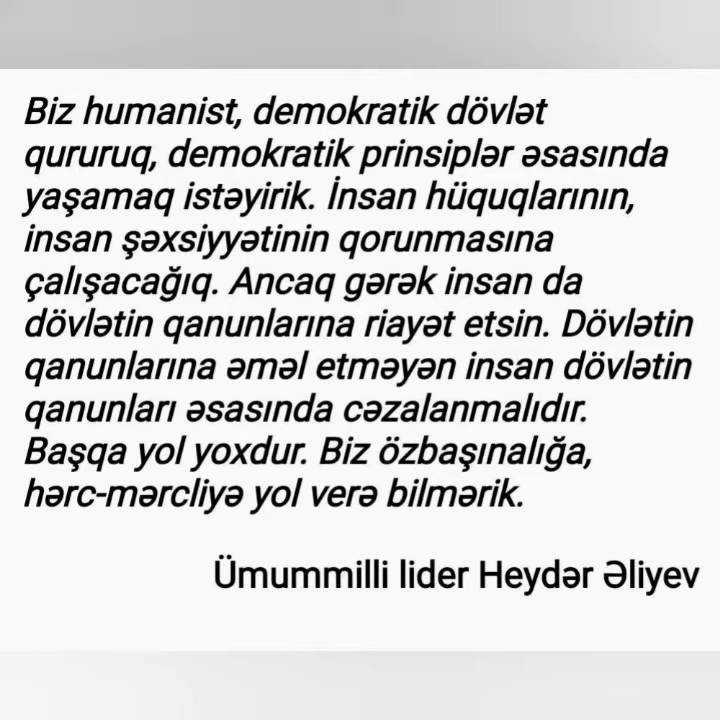 Biz humanist, demokratik dövlət
qururuq, demokratik prinsiplər əsasında
yaşamaq istəyirik. İnsan hüquqlarının,
insan şəxsiyyətinin qorunmasına
çalışacağıq. Ancaq gərək insan da
dövlətin qanunlarına riayət etsin. Dövlətin
qanunlarına əməl etməyən insan dövlətin
qanunları əsasında cəzalanmalıdır.
Başqa yol yoxdur. Biz özbaşınalığa,
hərc-mərcliyə yol verə bilmərik.
Ümummilli lider Heydər Əliyev